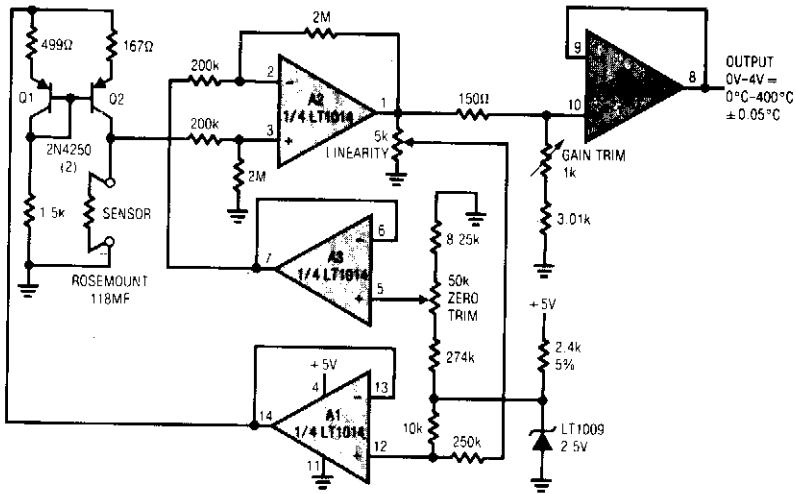 499Ω
167Ω
Q1
Q2
2N4250
(2)
1.5k
SENSOR
ROSEMOUNT
118MF
200k
200k
2M
2
3
1
A2
1/4 LT1014
2M
5k
LINEARITY
150Ω
9
10
8
OUTPUT
0V-4V =
0°C-400°C
±0.05°C
GAIN TRIM
1k
3.01k
7
6
5
A3
1/4 LT1014
8.25k
50k
ZERO
TRIM
274k
+5V
2.4k
5%
LT1009
2.5V
10k
250k
+5V
4
14
13
12
11
A1
1/4 LT1014